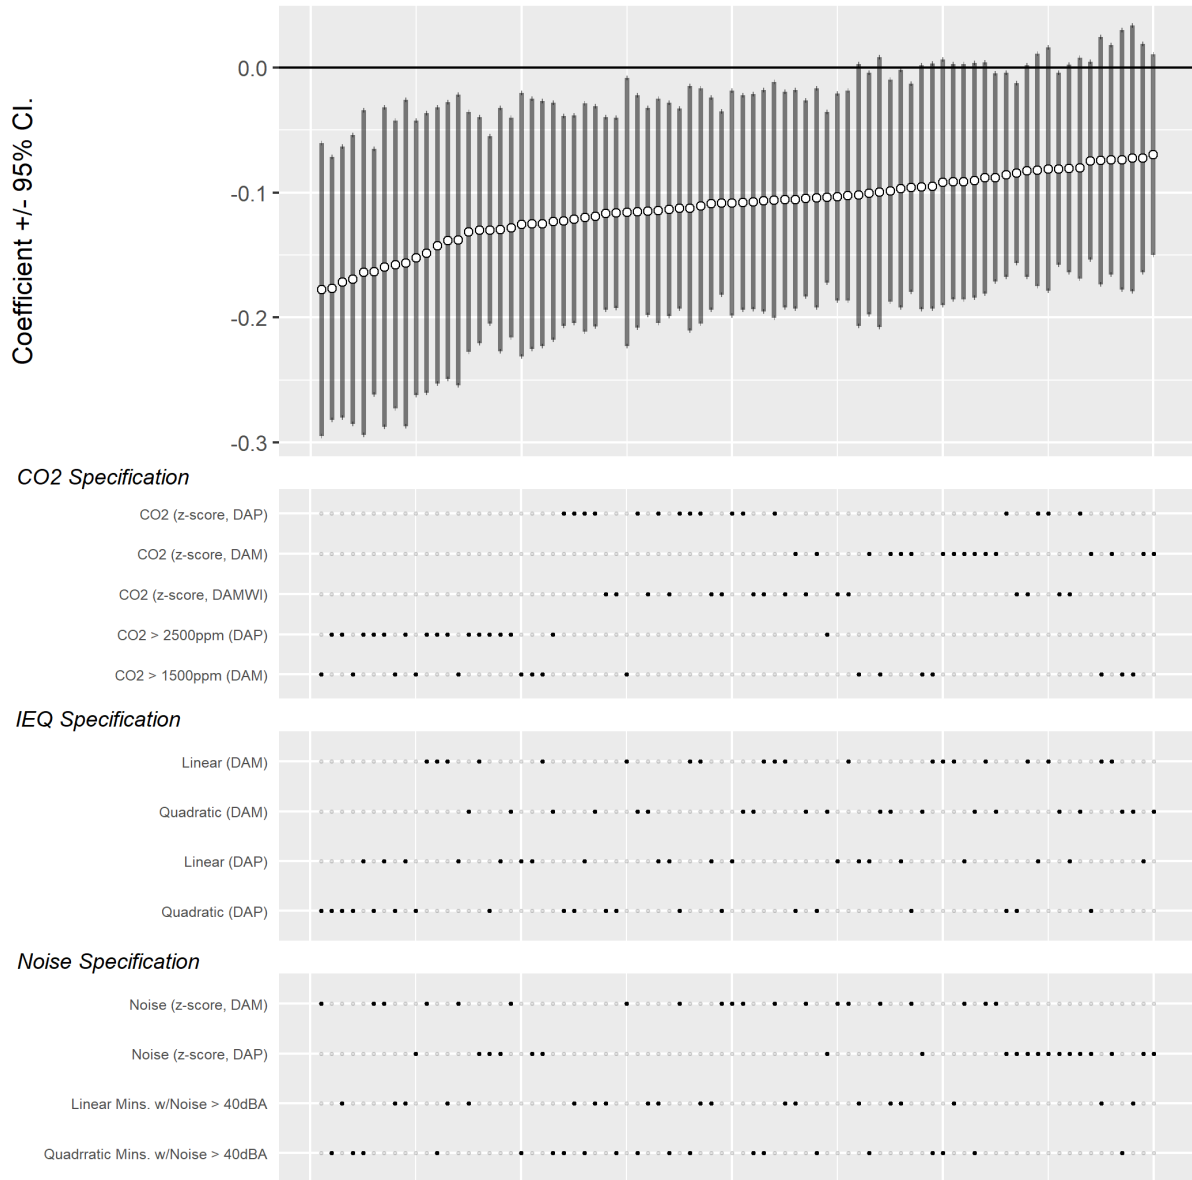 Coefficient +/- 95% CI.
0.0
-0.1
-0.2
-0.3
CO2 Specification
CO2 (z-score, DAP)
CO2 (z-score, DAM)
CO2 (z-score, DAMWI)
CO2 > 2500ppm (DAP)
CO2 > 1500ppm (DAM)
IEQ Specification
Linear (DAM)
Quadratic (DAM)
Linear (DAP)
Quadratic (DAP)
Noise Specification
Noise (z-score, DAM)
Noise (z-score, DAP)
Linear Mins. w/Noise > 40dBA
Quadrratic Mins. w/Noise > 40dBA